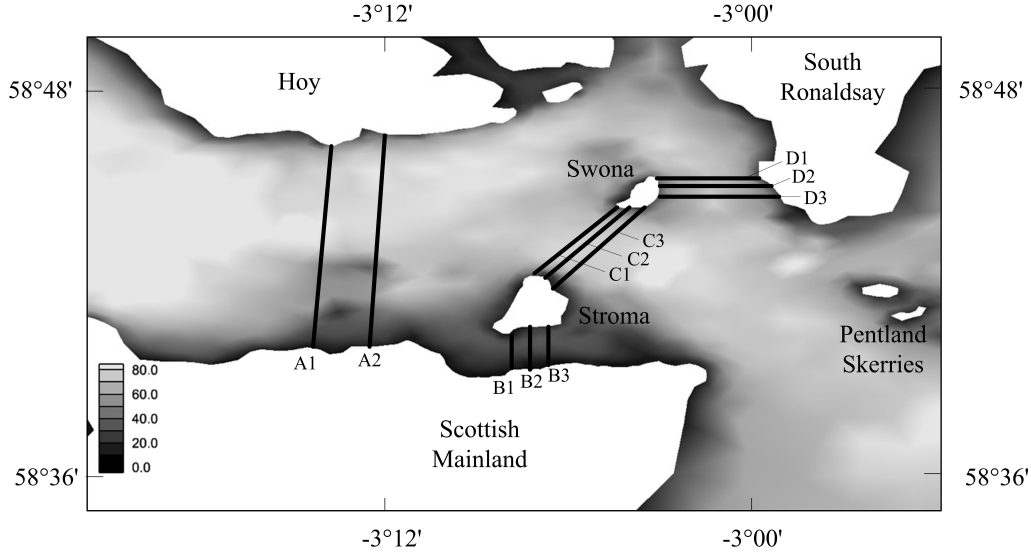 -3°12'
-3°00'
58°48'
58°48'
Hoy
South
Ronaldsay
Swona
D1
D2
D3
C3
C2
C1
Stroma
Pentland
Skerries
A1
A2
B1
B2
B3
80.0
60.0
40.0
20.0
0.0
Scottish
Mainland
58°36'
58°36'
-3°12'
-3°00'